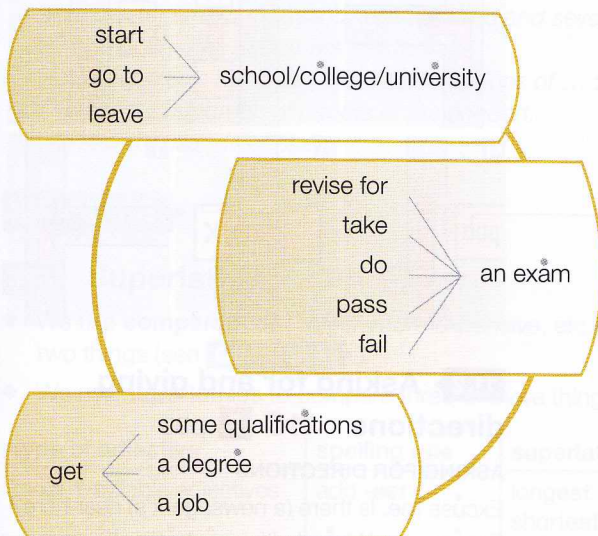 start
go to
leave
school/college/university
revise for
take
do
pass
fail
an exam
get
some qualifications
a degree
a job